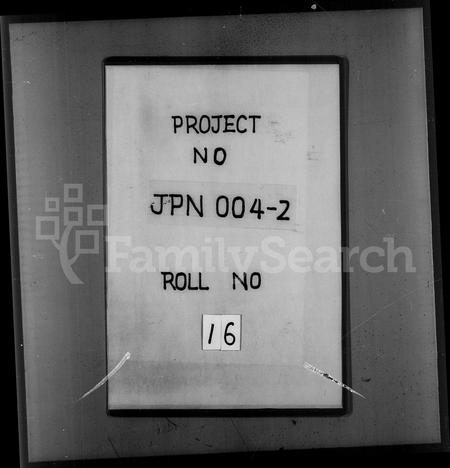 PROJECT
NO
JPN 004-2
FamilySearch
ROLL NO
16